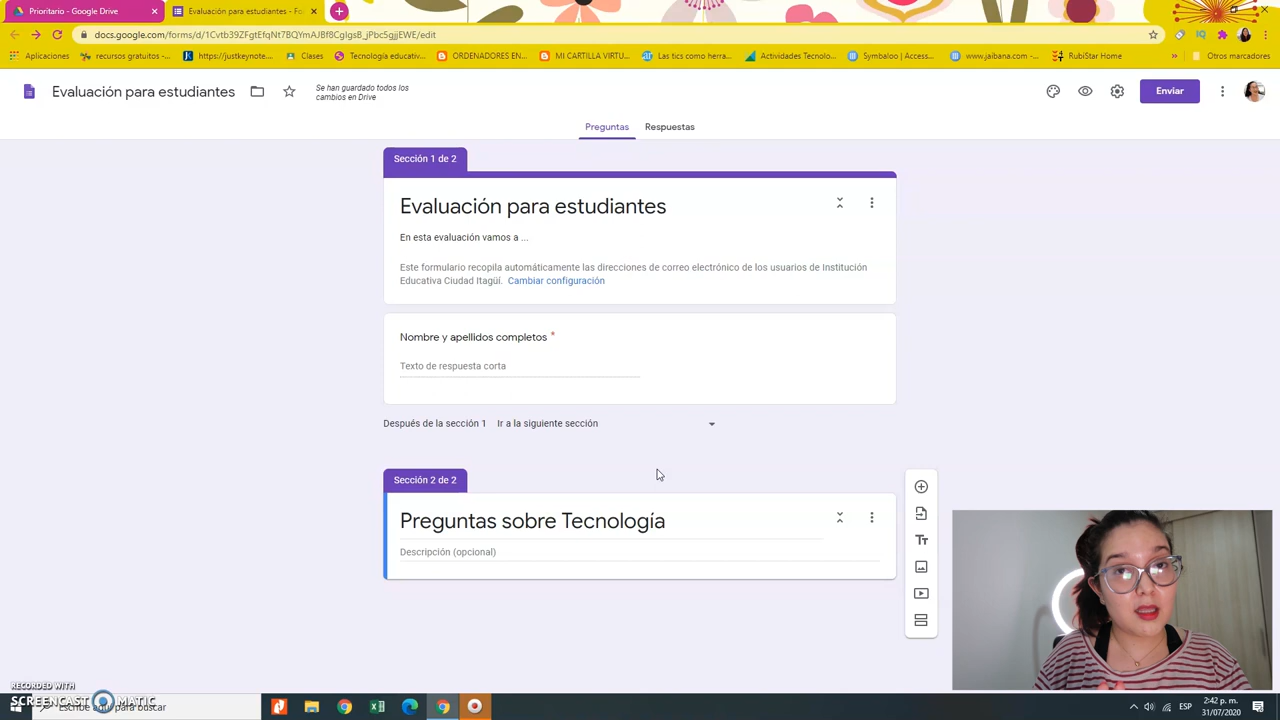 Prioritario - Google Drive
Evaluación para estudiantes - Fo
docs.google.com/forms/d/1Cvtb39ZFgtEfqNt7BQYmAJBf8CgIgsB_jPbc5gjjEWE/edit
Aplicaciones
recursos gratuitos -...
https://justkeynote...
Clases
Tecnología educativ...
ORDENADORES EN...
MI CARTILLA VIRTU...
Las tics como herra...
Actividades Tecnolo...
Symbaloo | Access...
www.jaibana.com -...
RubiStar Home
»
Otros marcadores
Evaluación para estudiantes
Se han guardado todos los
cambios en Drive
Enviar
Preguntas
Respuestas
Sección 1 de 2
Evaluación para estudiantes
En esta evaluación vamos a ...
Este formulario recopila automáticamente las direcciones de correo electrónico de los usuarios de Institución
Educativa Ciudad Itagüí. Cambiar configuración
Nombre y apellidos completos *
Texto de respuesta corta
Después de la sección 1 Ir a la siguiente sección
Sección 2 de 2
Preguntas sobre Tecnología
Descripción (opcional)
Tt
RECORDED WITH
SCREENCAST MATIC
Escribe aquí para buscar
ESP
2:42 p. m.
31/07/2020